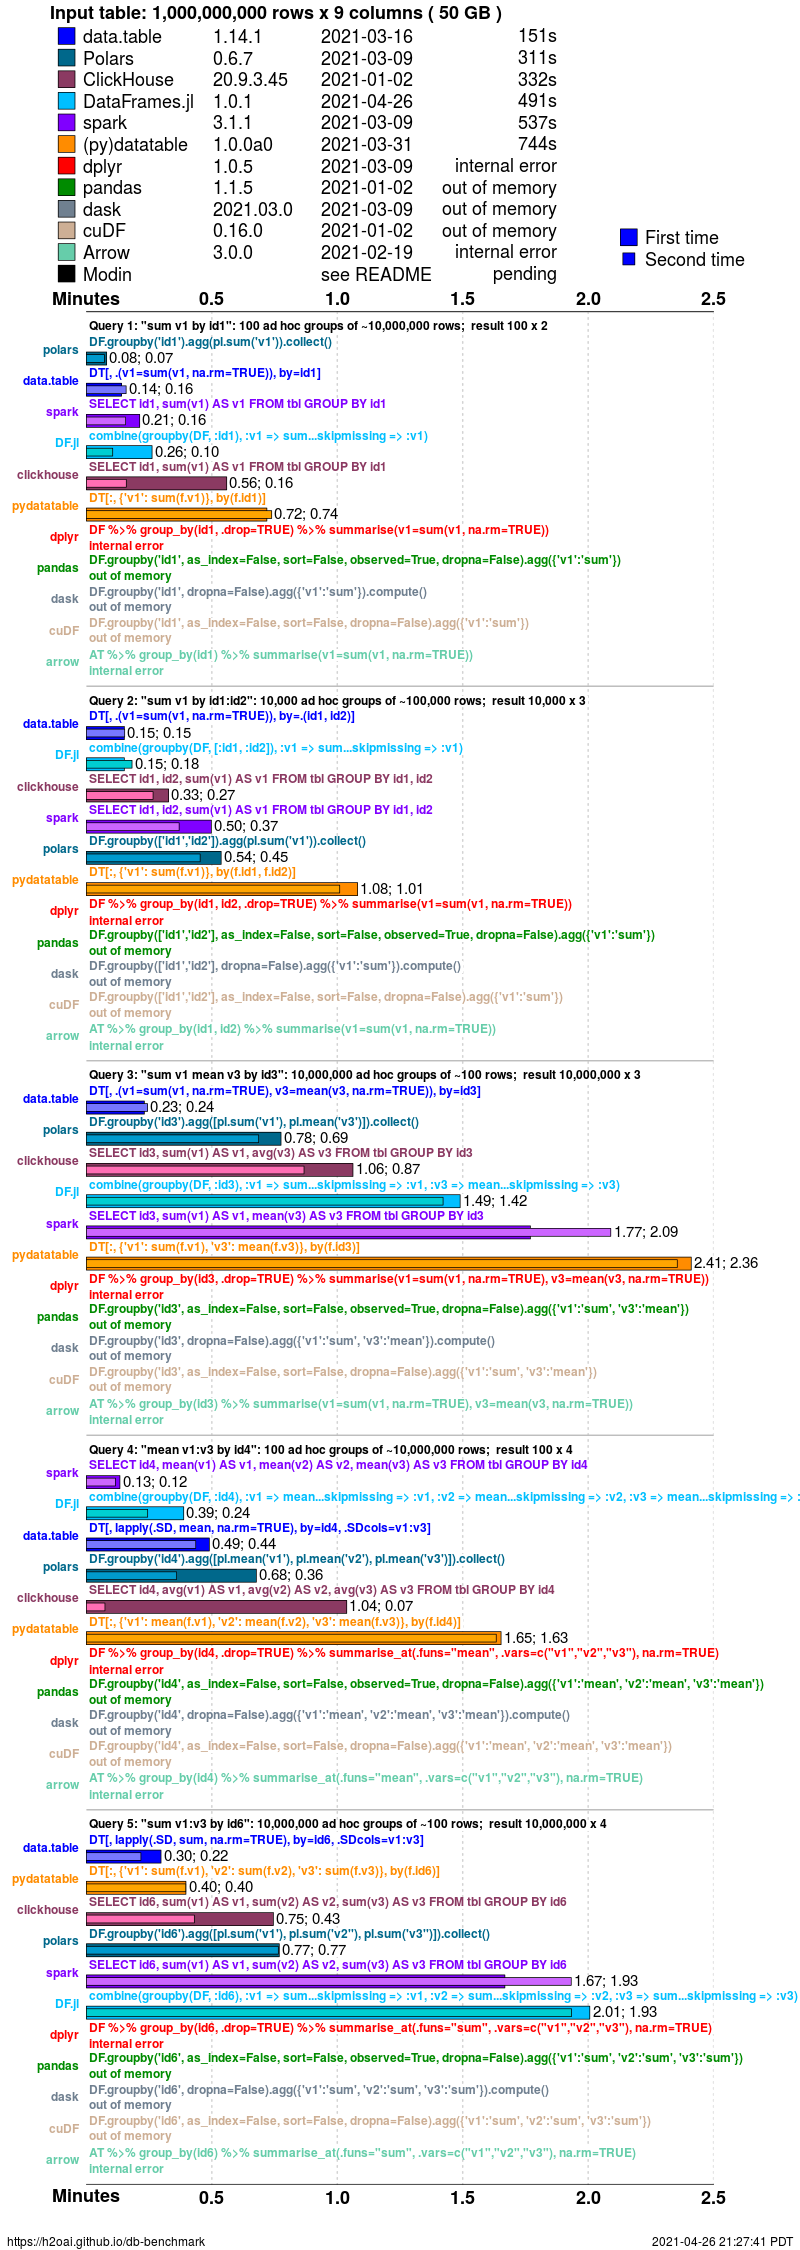 Input table: 1,000,000,000 rows x 9 columns ( 50 GB )
data.table 1.14.1 2021-03-16 151s
Polars 0.6.7 2021-03-09 311s
ClickHouse 20.9.3.45 2021-01-02 332s
DataFrames.jl 1.0.1 2021-04-26 491s
spark 3.1.1 2021-03-09 537s
(py)datatable 1.0.0a0 2021-03-31 744s
dplyr 1.0.5 2021-03-09 internal error
pandas 1.1.5 2021-01-02 out of memory
dask 2021.03.0 2021-03-09 out of memory
cuDF 0.16.0 2021-01-02 out of memory
Arrow 3.0.0 2021-02-19 internal error
Modin see README pending
First time
Second time
Minutes 0.5 1.0 1.5 2.0 2.5
Query 1: "sum v1 by id1": 100 ad hoc groups of ~10,000,000 rows; result 100 x 2
DF.groupby('id1').agg(pl.sum('v1')).collect()
polars 0.08; 0.07
DT[, .(v1=sum(v1, na.rm=TRUE)), by=id1]
data.table 0.14; 0.16
SELECT id1, sum(v1) AS v1 FROM tbl GROUP BY id1
spark 0.21; 0.16
combine(groupby(DF, :id1), :v1 => sum...skipmissing => :v1)
DF.jl 0.26; 0.10
SELECT id1, sum(v1) AS v1 FROM tbl GROUP BY id1
clickhouse 0.56; 0.16
DT[:, {'v1': sum(f.v1)}, by(f.id1)]
pydatatable 0.72; 0.74
DF %>% group_by(id1, .drop=TRUE) %>% summarise(v1=sum(v1, na.rm=TRUE))
dplyr internal error
DF.groupby('id1', as_index=False, sort=False, observed=True, dropna=False).agg({'v1':'sum'})
pandas out of memory
DF.groupby('id1', dropna=False).agg({'v1':'sum'}).compute()
dask out of memory
DF.groupby('id1', as_index=False, sort=False, dropna=False).agg({'v1':'sum'})
cuDF out of memory
AT %>% group_by(id1) %>% summarise(v1=sum(v1, na.rm=TRUE))
arrow internal error
Query 2: "sum v1 by id1:id2": 10,000 ad hoc groups of ~100,000 rows; result 10,000 x 3
DT[, .(v1=sum(v1, na.rm=TRUE)), by=.(id1, id2)]
data.table 0.15; 0.15
combine(groupby(DF, [:id1, :id2]), :v1 => sum...skipmissing => :v1)
DF.jl 0.15; 0.18
SELECT id1, id2, sum(v1) AS v1 FROM tbl GROUP BY id1, id2
clickhouse 0.33; 0.27
SELECT id1, id2, sum(v1) AS v1 FROM tbl GROUP BY id1, id2
spark 0.50; 0.37
DF.groupby(['id1','id2']).agg(pl.sum('v1')).collect()
polars 0.54; 0.45
DT[:, {'v1': sum(f.v1)}, by(f.id1, f.id2)]
pydatatable 1.08; 1.01
DF %>% group_by(id1, id2, .drop=TRUE) %>% summarise(v1=sum(v1, na.rm=TRUE))
dplyr internal error
DF.groupby(['id1','id2'], as_index=False, sort=False, observed=True, dropna=False).agg({'v1':'sum'})
pandas out of memory
DF.groupby(['id1','id2'], dropna=False).agg({'v1':'sum'}).compute()
dask out of memory
DF.groupby(['id1','id2'], as_index=False, sort=False, dropna=False).agg({'v1':'sum'})
cuDF out of memory
AT %>% group_by(id1, id2) %>% summarise(v1=sum(v1, na.rm=TRUE))
arrow internal error
Query 3: "sum v1 mean v3 by id3": 10,000,000 ad hoc groups of ~100 rows; result 10,000,000 x 3
DT[, .(v1=sum(v1, na.rm=TRUE), v3=mean(v3, na.rm=TRUE)), by=id3]
data.table 0.23; 0.24
DF.groupby('id3').agg([pl.sum('v1'), pl.mean('v3')]).collect()
polars 0.78; 0.69
SELECT id3, sum(v1) AS v1, avg(v3) AS v3 FROM tbl GROUP BY id3
clickhouse 1.06; 0.87
combine(groupby(DF, :id3), :v1 => sum...skipmissing => :v1, :v3 => mean...skipmissing => :v3)
DF.jl 1.49; 1.42
SELECT id3, sum(v1) AS v1, mean(v3) AS v3 FROM tbl GROUP BY id3
spark 1.77; 2.09
DT[:, {'v1': sum(f.v1), 'v3': mean(f.v3)}, by(f.id3)]
pydatatable 2.41; 2.36
DF %>% group_by(id3, .drop=TRUE) %>% summarise(v1=sum(v1, na.rm=TRUE), v3=mean(v3, na.rm=TRUE))
dplyr internal error
DF.groupby('id3', as_index=False, sort=False, observed=True, dropna=False).agg({'v1':'sum', 'v3':'mean'})
pandas out of memory
DF.groupby('id3', dropna=False).agg({'v1':'sum', 'v3':'mean'}).compute()
dask out of memory
DF.groupby('id3', as_index=False, sort=False, dropna=False).agg({'v1':'sum', 'v3':'mean'})
cuDF out of memory
AT %>% group_by(id3) %>% summarise(v1=sum(v1, na.rm=TRUE), v3=mean(v3, na.rm=TRUE))
arrow internal error
Query 4: "mean v1:v3 by id4": 100 ad hoc groups of ~10,000,000 rows; result 100 x 4
SELECT id4, mean(v1) AS v1, mean(v2) AS v2, mean(v3) AS v3 FROM tbl GROUP BY id4
spark 0.13; 0.12
combine(groupby(DF, :id4), :v1 => mean...skipmissing => :v1, :v2 => mean...skipmissing => :v2, :v3 => mean...skipmissing => :
DF.jl 0.39; 0.24
DT[, lapply(.SD, mean, na.rm=TRUE), by=id4, .SDcols=v1:v3]
data.table 0.49; 0.44
DF.groupby('id4').agg([pl.mean('v1'), pl.mean('v2'), pl.mean('v3')]).collect()
polars 0.68; 0.36
SELECT id4, avg(v1) AS v1, avg(v2) AS v2, avg(v3) AS v3 FROM tbl GROUP BY id4
clickhouse 1.04; 0.07
DT[:, {'v1': mean(f.v1), 'v2': mean(f.v2), 'v3': mean(f.v3)}, by(f.id4)]
pydatatable 1.65; 1.63
DF %>% group_by(id4, .drop=TRUE) %>% summarise_at(.funs="mean", .vars=c("v1","v2","v3"), na.rm=TRUE)
dplyr internal error
DF.groupby('id4', as_index=False, sort=False, observed=True, dropna=False).agg({'v1':'mean', 'v2':'mean', 'v3':'mean'})
pandas out of memory
DF.groupby('id4', dropna=False).agg({'v1':'mean', 'v2':'mean', 'v3':'mean'}).compute()
dask out of memory
DF.groupby('id4', as_index=False, sort=False, dropna=False).agg({'v1':'mean', 'v2':'mean', 'v3':'mean'})
cuDF out of memory
AT %>% group_by(id4) %>% summarise_at(.funs="mean", .vars=c("v1","v2","v3"), na.rm=TRUE)
arrow internal error
Query 5: "sum v1:v3 by id6": 10,000,000 ad hoc groups of ~100 rows; result 10,000,000 x 4
DT[, lapply(.SD, sum, na.rm=TRUE), by=id6, .SDcols=v1:v3]
data.table 0.30; 0.22
DT[:, {'v1': sum(f.v1), 'v2': sum(f.v2), 'v3': sum(f.v3)}, by(f.id6)]
pydatatable 0.40; 0.40
SELECT id6, sum(v1) AS v1, sum(v2) AS v2, sum(v3) AS v3 FROM tbl GROUP BY id6
clickhouse 0.75; 0.43
DF.groupby('id6').agg([pl.sum('v1'), pl.sum('v2''), pl.sum('v3'')]).collect()
polars 0.77; 0.77
SELECT id6, sum(v1) AS v1, sum(v2) AS v2, sum(v3) AS v3 FROM tbl GROUP BY id6
spark 1.67; 1.93
combine(groupby(DF, :id6), :v1 => sum...skipmissing => :v1, :v2 => sum...skipmissing => :v2, :v3 => sum...skipmissing => :v3)
DF.jl 2.01; 1.93
DF %>% group_by(id6, .drop=TRUE) %>% summarise_at(.funs="sum", .vars=c("v1","v2","v3"), na.rm=TRUE)
dplyr internal error
DF.groupby('id6', as_index=False, sort=False, observed=True, dropna=False).agg({'v1':'sum', 'v2':'sum', 'v3':'sum'})
pandas out of memory
DF.groupby('id6', dropna=False).agg({'v1':'sum', 'v2':'sum', 'v3':'sum'}).compute()
dask out of memory
DF.groupby('id6', as_index=False, sort=False, dropna=False).agg({'v1':'sum', 'v2':'sum', 'v3':'sum'})
cuDF out of memory
AT %>% group_by(id6) %>% summarise_at(.funs="sum", .vars=c("v1","v2","v3"), na.rm=TRUE)
arrow internal error
Minutes 0.5 1.0 1.5 2.0 2.5
https://h2oai.github.io/db-benchmark 2021-04-26 21:27:41 PDT